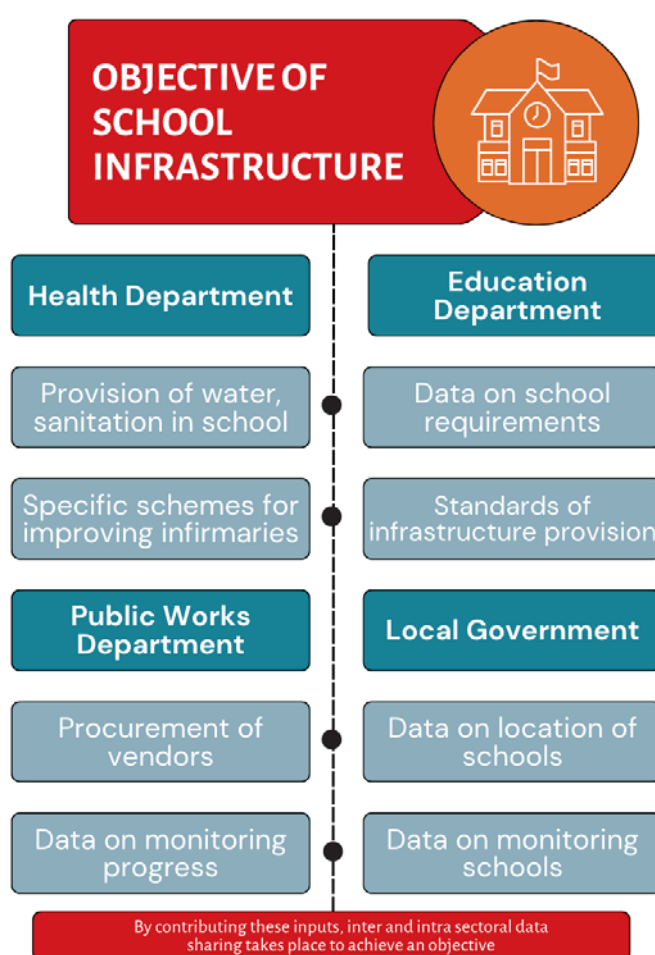 OBJECTIVE OF
SCHOOL
INFRASTRUCTURE
Health Department
Education
Department
Provision of water,
sanitation in school
Data on school
requirements
Specific schemes for
improving infirmaries
Standards of
infrastructure provision
Public Works
Department
Local Government
Procurement of
vendors
Data on location of
schools
Data on monitoring
progress
Data on monitoring
schools
By contributing these inputs, inter and intra sectoral data
sharing takes place to achieve an objective